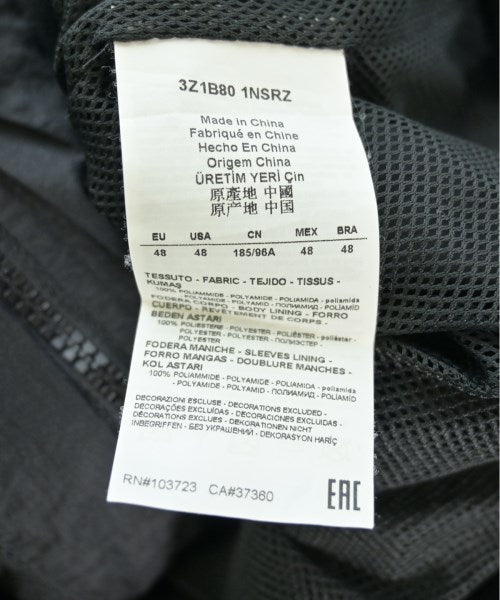 3Z1B80 1NSRZ
Made in China
Fabriqué en Chine
Hecho En China
Origem China
ÜRETİM YERİ Çin
原產地 中國
原产地 中国
EU USA CN MEX BRA
48 48 185/96A 48 48
TESSUTO - FABRIC - TEJIDO - TISSUS -
KUMAŞ
100% POLIAMMIDE - POLYAMIDE - POLIAMIDA - poliamida
- POLYAMID - POLYAMIDE - ПОЛИАМИД - POLİAMİD
FODERA CORPO - BODY LINING - FORRO
CUERPO - REVETEMENT DE CORPS -
BEDEN ASTARI
100% POLIESTERE - POLYESTER - POLIÉSTER - poliéster -
POLYESTER - POLYESTER - ПОЛИЭСТЕР -
POLYESTER
FODERA MANICHE - SLEEVES LINING -
FORRO MANGAS - DOUBLURE MANCHES -
KOL ASTARI
100% POLIAMMIDE - POLYAMIDE - POLIAMIDA - poliamida
- POLYAMIDE - POLYAMID - ПОЛИАМИД - POLİAMİD
DECORAZIONI ESCLUSE - DECORATIONS EXCLUDED -
DECORAÇÕES EXCLUÍDAS - DECORACIONES EXCLUIDAS -
DÉCORATIONS EXCLUES - DEKORATIONEN NICHT
INBEGRIFFEN - БЕЗ УКРАШЕНИЙ - DEKORASYON HARİÇ
RN#103723 CA#37360
EAC